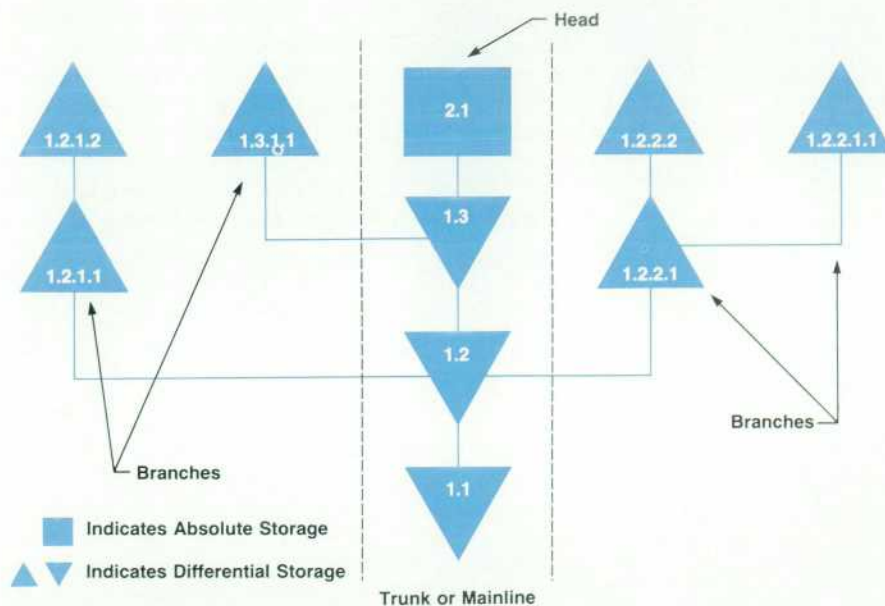 Head
1.2.1.2
1.3.1.1
2.1
1.2.2.2
1.2.2.1.1
1.3
1.2.1.1
1.2.2.1
1.2
Branches
Branches
1.1
Indicates Absolute Storage
Indicates Differential Storage
Trunk or Mainline